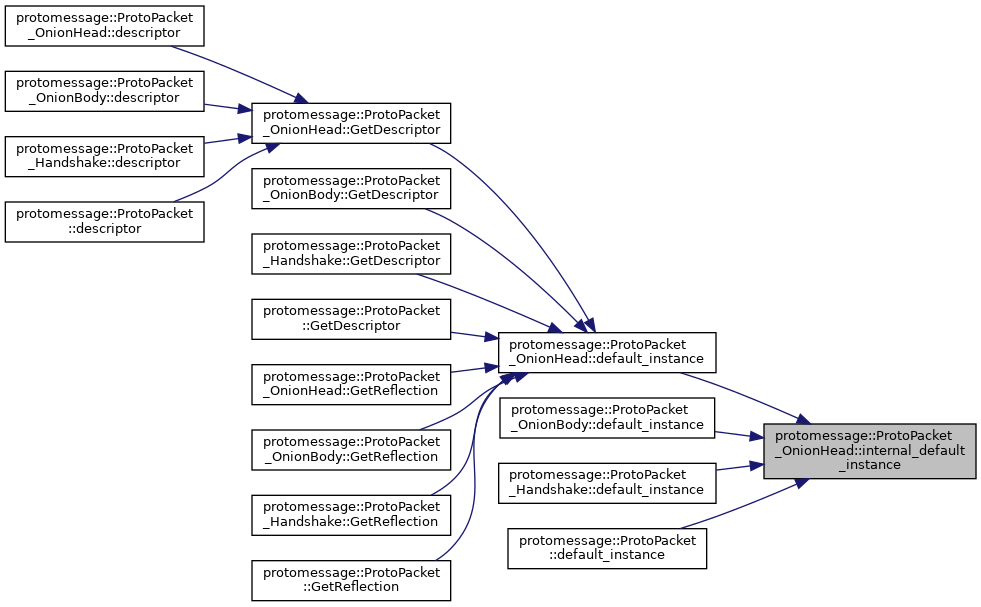 protomessage::ProtoPacket
_OnionHead::descriptor
protomessage::ProtoPacket
_OnionBody::descriptor
protomessage::ProtoPacket
_Handshake::descriptor
protomessage::ProtoPacket
::descriptor
protomessage::ProtoPacket
_OnionHead::GetDescriptor
protomessage::ProtoPacket
_OnionBody::GetDescriptor
protomessage::ProtoPacket
_Handshake::GetDescriptor
protomessage::ProtoPacket
::GetDescriptor
protomessage::ProtoPacket
_OnionHead::GetReflection
protomessage::ProtoPacket
_OnionBody::GetReflection
protomessage::ProtoPacket
_Handshake::GetReflection
protomessage::ProtoPacket
::GetReflection
protomessage::ProtoPacket
_OnionHead::default_instance
protomessage::ProtoPacket
_OnionBody::default_instance
protomessage::ProtoPacket
_Handshake::default_instance
protomessage::ProtoPacket
::default_instance
protomessage::ProtoPacket
_OnionHead::internal_default
_instance